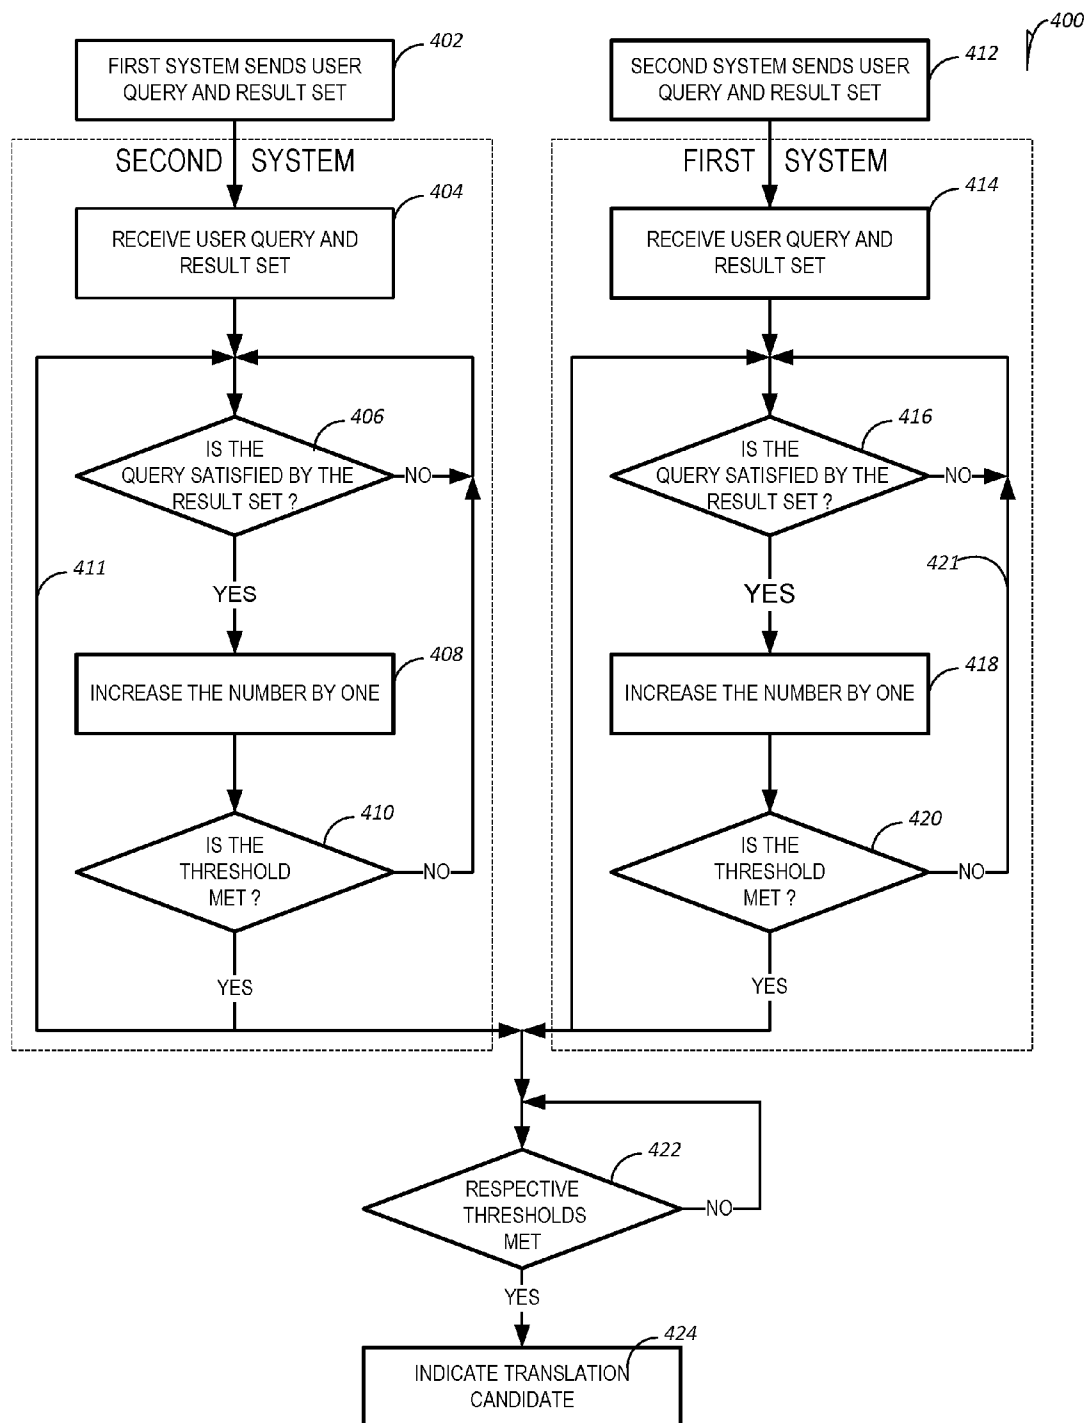 400
402
FIRST SYSTEM SENDS USER
QUERY AND RESULT SET
SECOND SYSTEM
404
RECEIVE USER QUERY AND
RESULT SET
406
IS THE
QUERY SATISFIED BY THE
RESULT SET ?
NO
411
YES
408
INCREASE THE NUMBER BY ONE
410
IS THE
THRESHOLD
MET ?
NO
YES
412
SECOND SYSTEM SENDS USER
QUERY AND RESULT SET
FIRST SYSTEM
414
RECEIVE USER QUERY AND
RESULT SET
416
IS THE
QUERY SATISFIED BY THE
RESULT SET ?
NO
421
YES
418
INCREASE THE NUMBER BY ONE
420
IS THE
THRESHOLD
MET ?
NO
YES
422
RESPECTIVE
THRESHOLDS
MET
NO
YES
424
INDICATE TRANSLATION
CANDIDATE